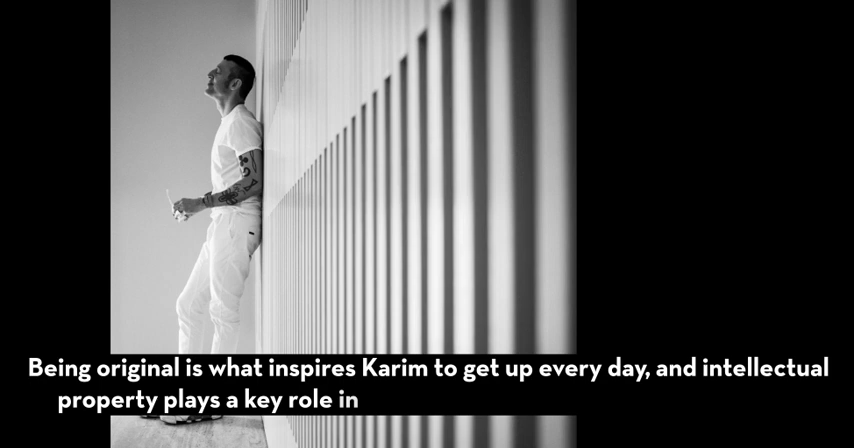 Being original is what inspires Karim to get up every day, and intellectual
property plays a key role in